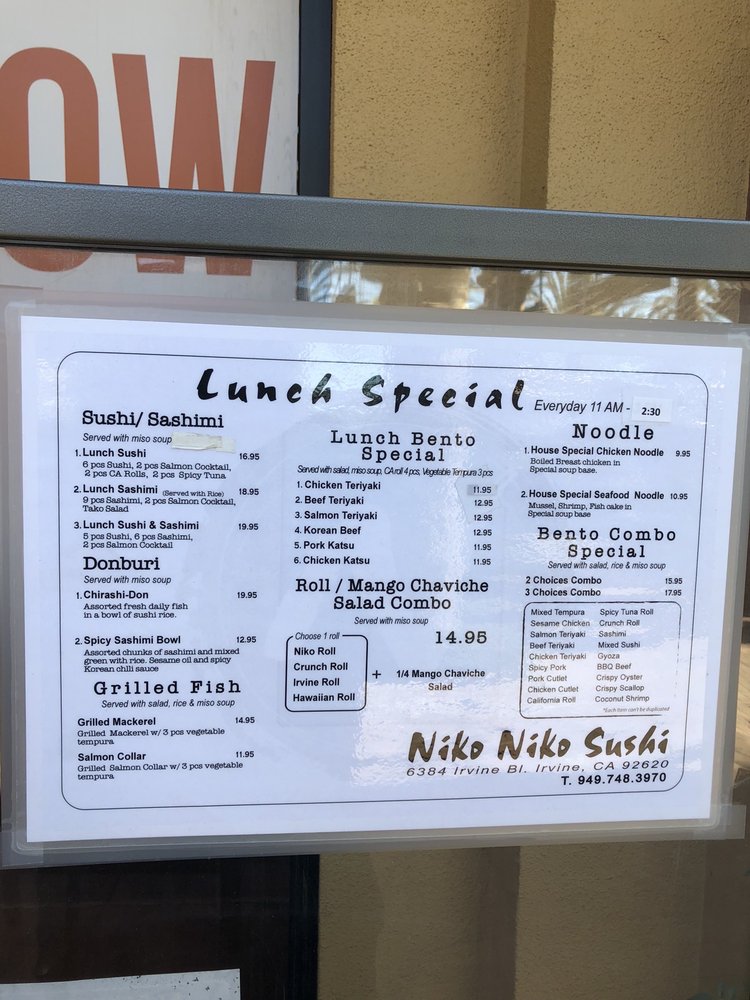 OW
Lunch Special Everyday 11 AM - 2:30
Sushi/ Sashimi
Served with miso soup
1. Lunch Sushi 16.95
6 pcs Sushi, 2 pcs Salmon Cocktail,
2 pcs CA Rolls, 2 pcs Spicy Tuna
2. Lunch Sashimi (Served with Rice) 18.95
9 pcs Sashimi, 2 pcs Salmon Cocktail,
Tako Salad
3. Lunch Sushi & Sashimi 19.95
5 pcs Sushi, 6 pcs Sashimi,
2 pcs Salmon Cocktail
Donburi
Served with miso soup
1. Chirashi-Don 19.95
Assorted fresh daily fish
in a bowl of sushi rice.
2. Spicy Sashimi Bowl 12.95
Assorted chunks of sashimi and mixed
green with rice. Sesame oil and spicy
Korean chili sauce
Grilled Fish
Served with salad, rice & miso soup
Grilled Mackerel 14.95
Grilled Mackerel w/ 3 pcs vegetable
tempura
Salmon Collar 11.95
Grilled Salmon Collar w/ 3 pcs vegetable
tempura
Lunch Bento
Special
Served with salad, miso soup, CA roll 4 pcs, Vegetable Tempura 3 pcs
1. Chicken Teriyaki 11.95
2. Beef Teriyaki 12.95
3. Salmon Teriyaki 12.95
4. Korean Beef 12.95
5. Pork Katsu 11.95
6. Chicken Katsu 11.95
Roll / Mango Chaviche
Salad Combo
Served with miso soup
14.95
Choose 1 roll
Niko Roll
Crunch Roll
Irvine Roll
Hawaiian Roll
+ 1/4 Mango Chaviche
Salad
Noodle
1. House Special Chicken Noodle 9.95
Boiled Breast chicken in
Special soup base.
2. House Special Seafood Noodle 10.95
Mussel, Shrimp, Fish cake in
Special soup base
Bento Combo
Special
Served with salad, rice & miso soup
2 Choices Combo 15.95
3 Choices Combo 17.95
Mixed Tempura Spicy Tuna Roll
Sesame Chicken Crunch Roll
Salmon Teriyaki Sashimi
Beef Teriyaki Mixed Sushi
Chicken Teriyaki Gyoza
Spicy Pork BBQ Beef
Pork Cutlet Crispy Oyster
Chicken Cutlet Crispy Scallop
California Roll Coconut Shrimp
*Each Item can't be duplicated
Niko Niko Sushi
6384 Irvine Bl. Irvine, CA 92620
T. 949.748.3970